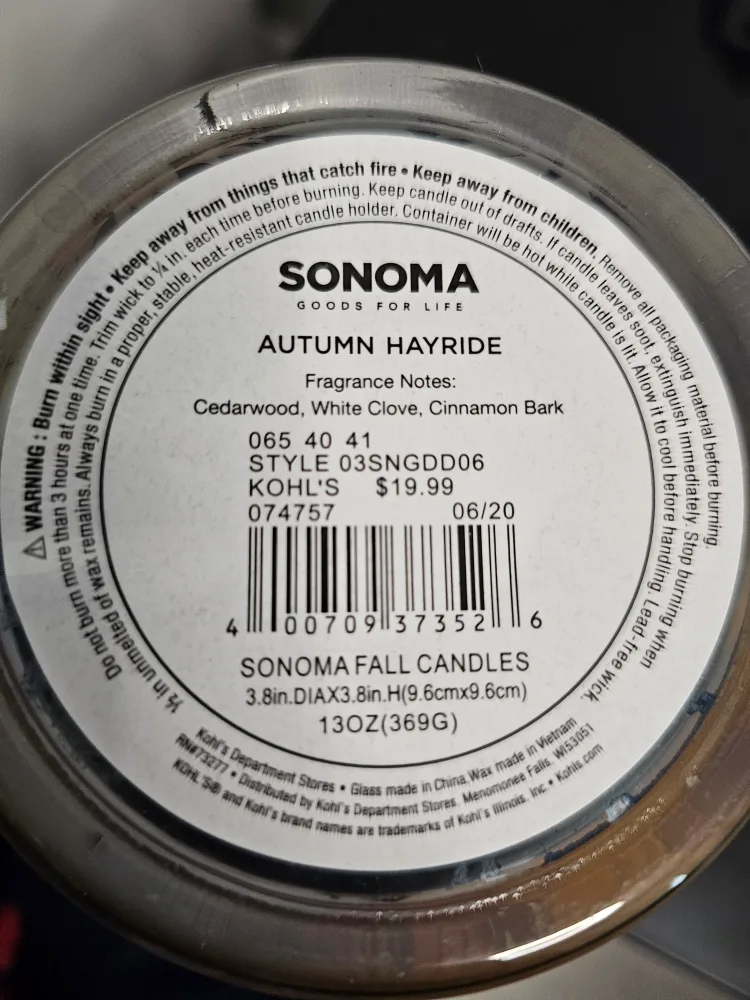 ⚠ WARNING : Burn within sight • Keep away from things that catch fire • Keep away from children. Remove all packaging material before burning.
Do not burn more than 3 hours at one time. Trim wick to ¼ in. each time before burning. Keep candle out of drafts. If candle leaves soot, extinguish immediately. Stop burning when
½ in unmelted of wax remains. Always burn in a proper, stable, heat-resistant candle holder. Container will be hot while candle is lit. Allow it to cool before handling. Lead-free wick.
SONOMA
GOODS FOR LIFE
AUTUMN HAYRIDE
Fragrance Notes:
Cedarwood, White Clove, Cinnamon Bark
065 40 41
STYLE 03SNGDD06
KOHL'S $19.99
074757 06/20
4 00709 37352 6
SONOMA FALL CANDLES
3.8in.DIAX3.8in.H(9.6cmx9.6cm)
13OZ(369G)
Kohl's Department Stores • Glass made in China.Wax made in Vietnam
RN#73277 • Distributed by Kohl's Department Stores, Menomonee Falls, WI53051
KOHL'S® and Kohl's brand names are trademarks of Kohl's Illinois, Inc • Kohls.com